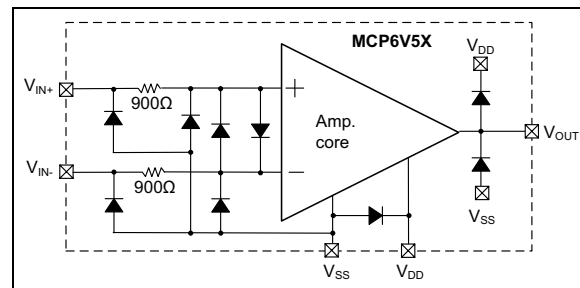 MCP6V5X
V_DD
V_IN+
900Ω
+
Amp.
core
V_OUT
V_IN-
900Ω
−
V_SS
V_SS
V_DD